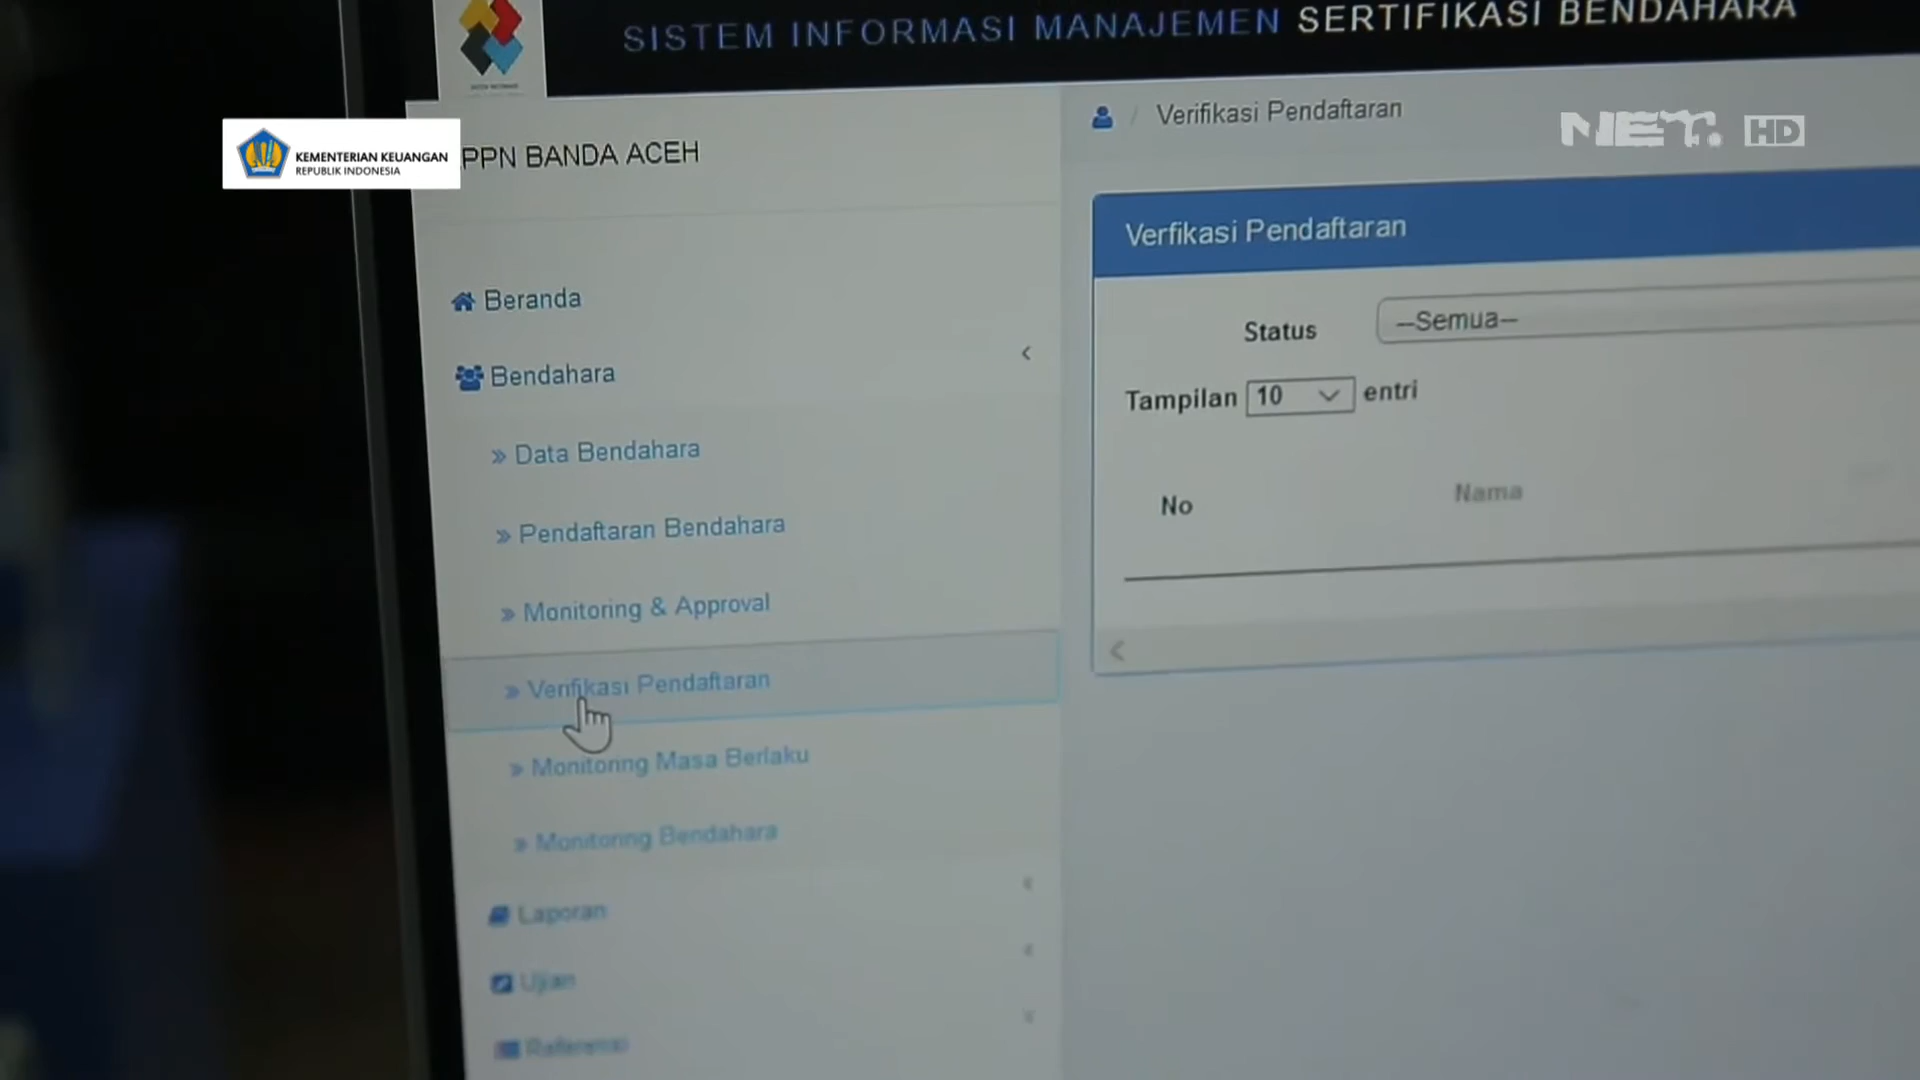 SISTEM INFORMASI MANAJEMEN SERTIFIKASI BENDAHARA
KEMENTERIAN KEUANGAN
REPUBLIK INDONESIA
PPN BANDA ACEH
Verifikasi Pendaftaran
NET. HD
Verfikasi Pendaftaran
Beranda
Status --Semua--
Bendahara
Tampilan 10 entri
Data Bendahara
No Nama
Pendaftaran Bendahara
Monitoring & Approval
Verifikasi Pendaftaran
Monitoring Masa Berlaku
Monitoring Bendahara
Laporan
Ujian
Referensi